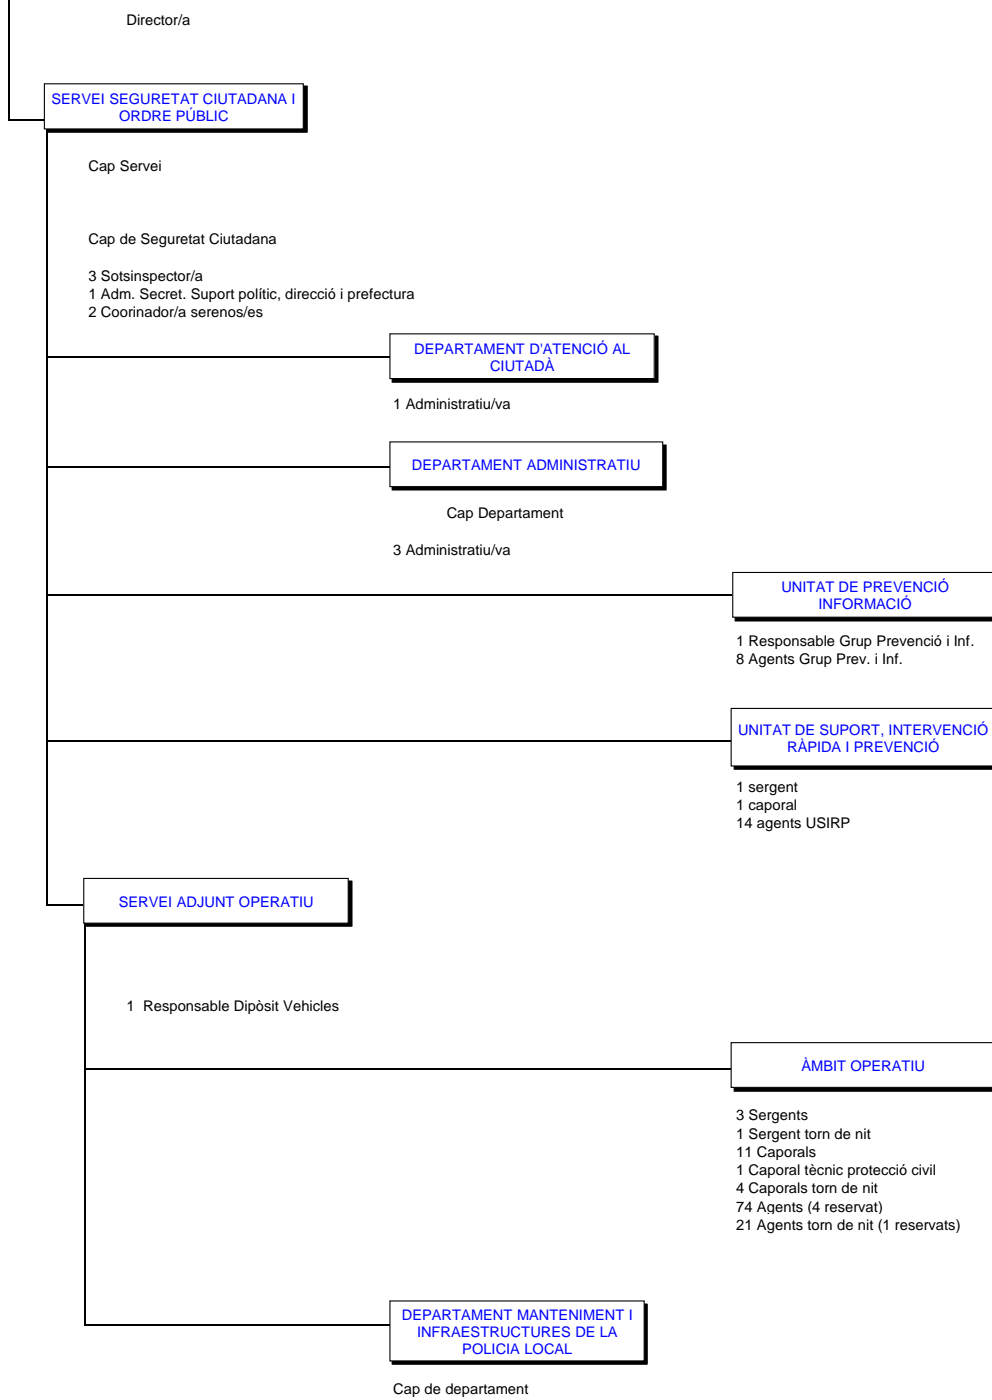 Director/a
SERVEI SEGURETAT CIUTADANA I
ORDRE PÚBLIC
Cap Servei
Cap de Seguretat Ciutadana
3 Sotsinspector/a
1 Adm. Secret. Suport polític, direcció i prefectura
2 Coorinador/a serenos/es
DEPARTAMENT D'ATENCIÓ AL
CIUTADÀ
1 Administratiu/va
DEPARTAMENT ADMINISTRATIU
Cap Departament
3 Administratiu/va
UNITAT DE PREVENCIÓ
INFORMACIÓ
1 Responsable Grup Prevenció i Inf.
8 Agents Grup Prev. i Inf.
UNITAT DE SUPORT, INTERVENCIÓ
RÀPIDA I PREVENCIÓ
1 sergent
1 caporal
14 agents USIRP
SERVEI ADJUNT OPERATIU
1 Responsable Dipòsit Vehicles
ÀMBIT OPERATIU
3 Sergents
1 Sergent torn de nit
11 Caporals
1 Caporal tècnic protecció civil
4 Caporals torn de nit
74 Agents (4 reservat)
21 Agents torn de nit (1 reservats)
DEPARTAMENT MANTENIMENT I
INFRAESTRUCTURES DE LA
POLICIA LOCAL
Cap de departament